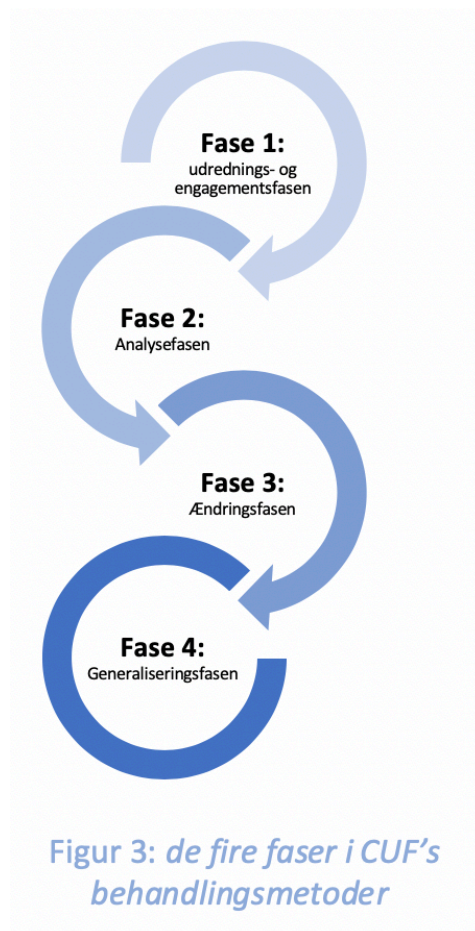 Fase 1:
udrednings- og
engagementsfasen
Fase 2:
Analysefasen
Fase 3:
Ændringsfasen
Fase 4:
Generaliseringsfasen
Figur 3: de fire faser i CUF's
behandlingsmetoder